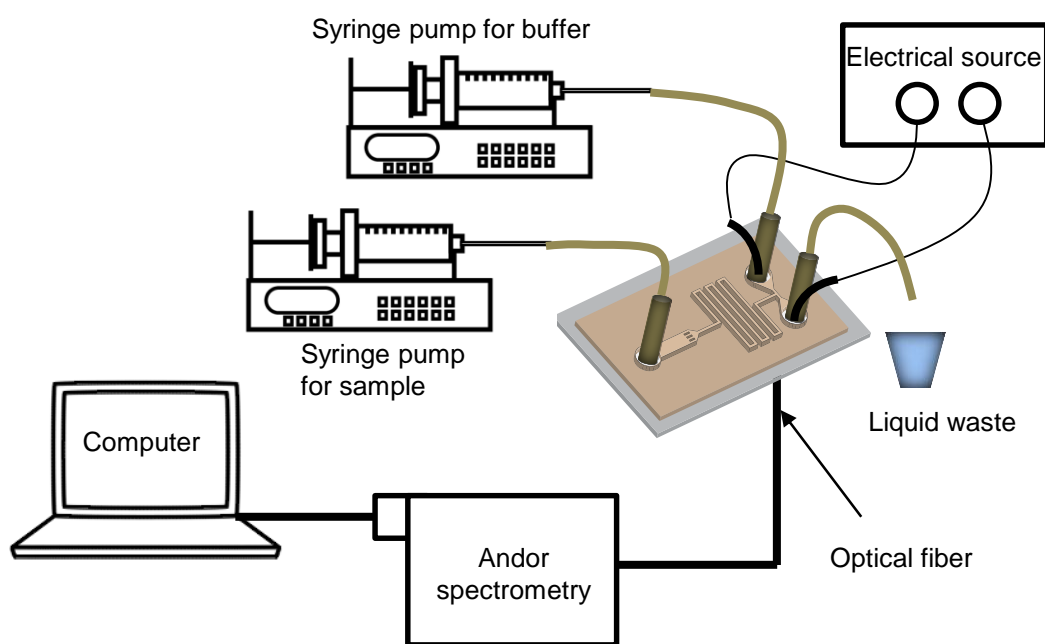 Syringe pump for buffer
Electrical source
Syringe pump
for sample
Computer
Liquid waste
Andor
spectrometry
Optical fiber